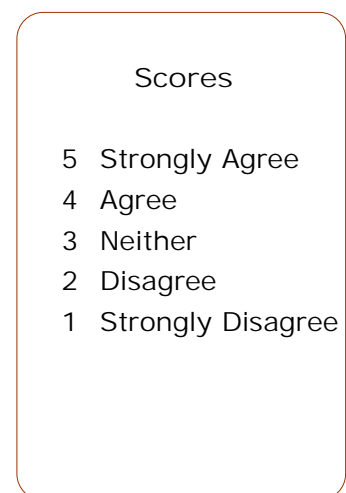 Scores
5 Strongly Agree
4 Agree
3 Neither
2 Disagree
1 Strongly Disagree